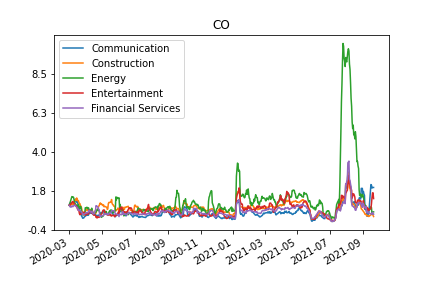 CO
Communication
Construction
Energy
Entertainment
Financial Services
8.5
6.3
4.0
1.8
-0.4
2020-03
2020-05
2020-07
2020-09
2020-11
2021-01
2021-03
2021-05
2021-07
2021-09